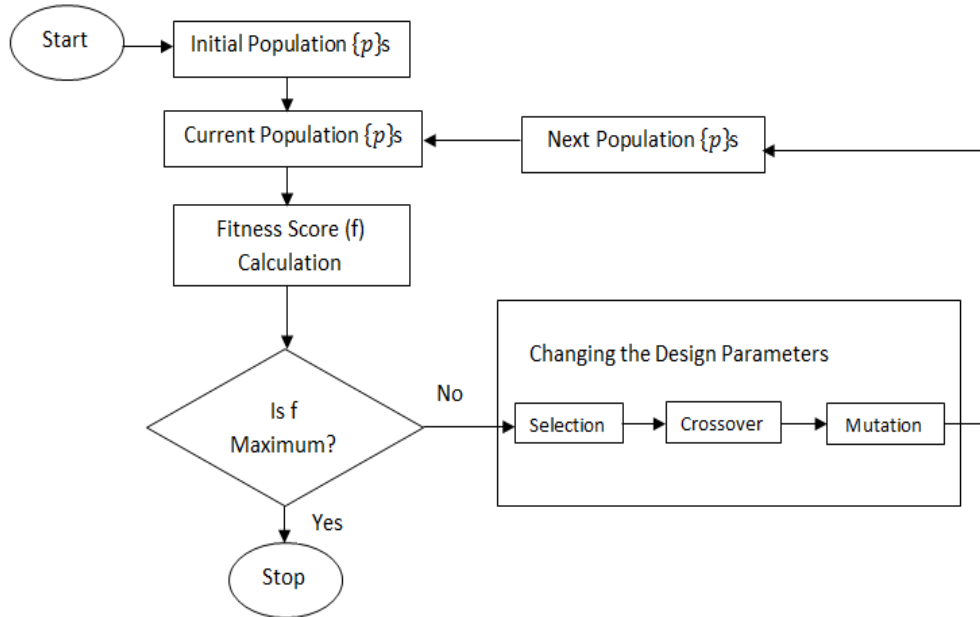 Start
Initial Population {𝑝}s
Current Population {𝑝}s
Next Population {𝑝}s
Fitness Score (f)
Calculation
Changing the Design Parameters
No
Is f
Maximum?
Selection
Crossover
Mutation
Yes
Stop